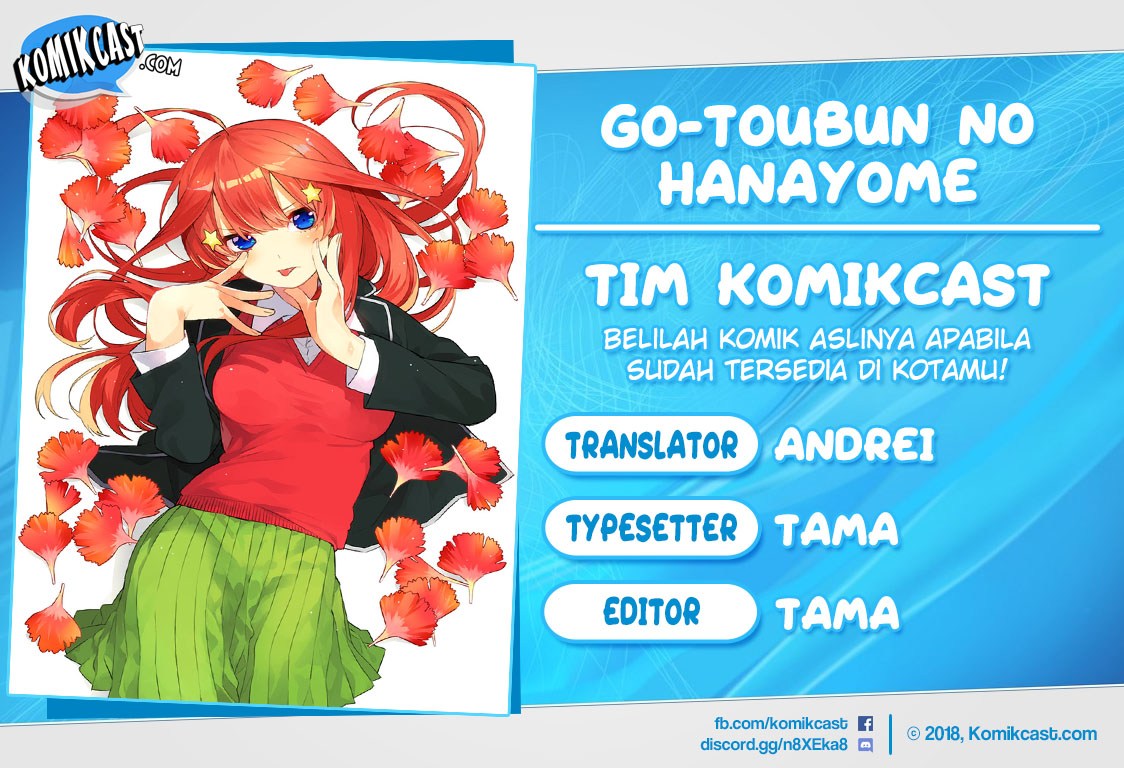 KOMIKCAST.COM
GO-TOUBUN NO
HANAYOME
TIM KOMIKCAST
BELILAH KOMIK ASLINYA APABILA
SUDAH TERSEDIA DI KOTAMU!
TRANSLATOR ANDREI
TYPESETTER TAMA
EDITOR TAMA
fb.com/komikcast
discord.gg/n8XEka8
© 2018, Komikcast.com